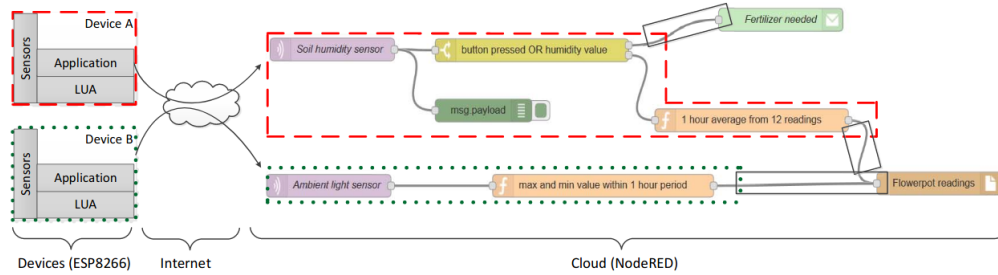 Device A
Sensors
Application
LUA
Device B
Sensors
Application
LUA
Soil humidity sensor
button pressed OR humidity value
Fertilizer needed
msg.payload
1 hour average from 12 readings
Ambient light sensor
max and min value within 1 hour period
Flowerpot readings
Devices (ESP8266)
Internet
Cloud (NodeRED)